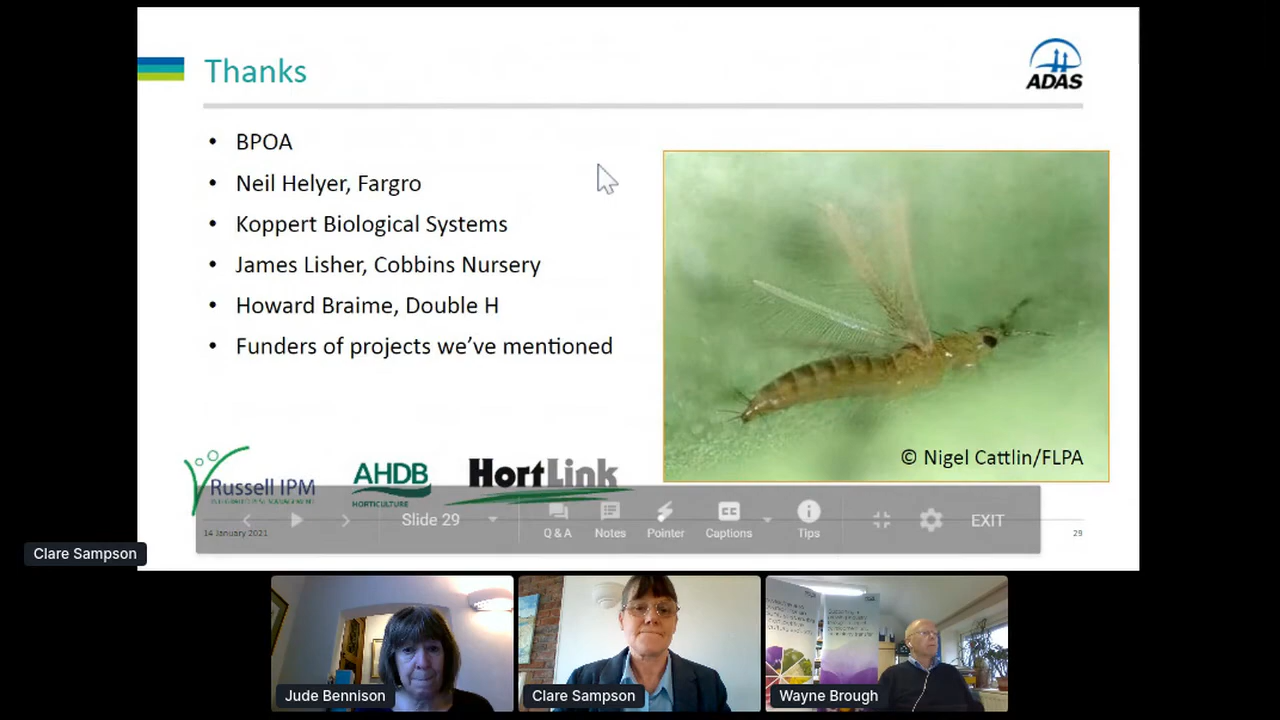 Thanks
ADAS
• BPOA
• Neil Helyer, Fargro
• Koppert Biological Systems
• James Lisher, Cobbins Nursery
• Howard Braime, Double H
• Funders of projects we've mentioned
© Nigel Cattlin/FLPA
Russell IPM
AHDB
HORTICULTURE
HortLink
Slide 29
Q & A
Notes
Pointer
CC
Captions
Tips
EXIT
14 January 2021
29
Clare Sampson
Jude Bennison
Clare Sampson
Wayne Brough